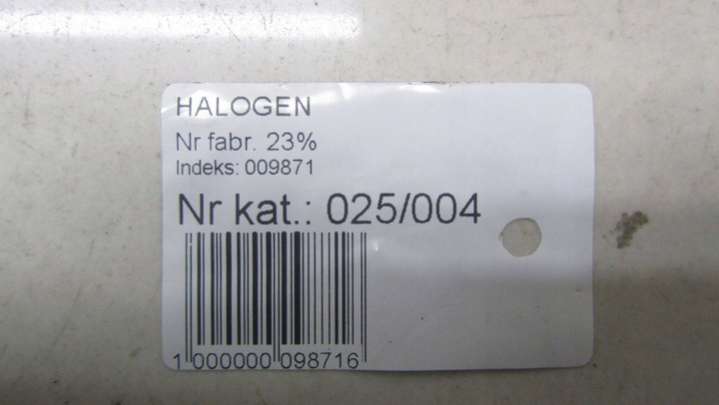 HALOGEN
Nr fabr. 23%
Indeks: 009871
Nr kat.: 025/004
1 000000 098716